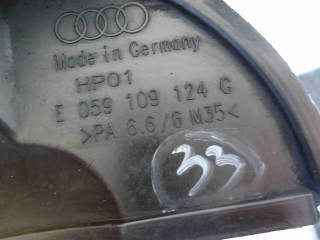 Made in Germany
HP01
E 059 109 124 G
>PA 6.6/6 M35<
33